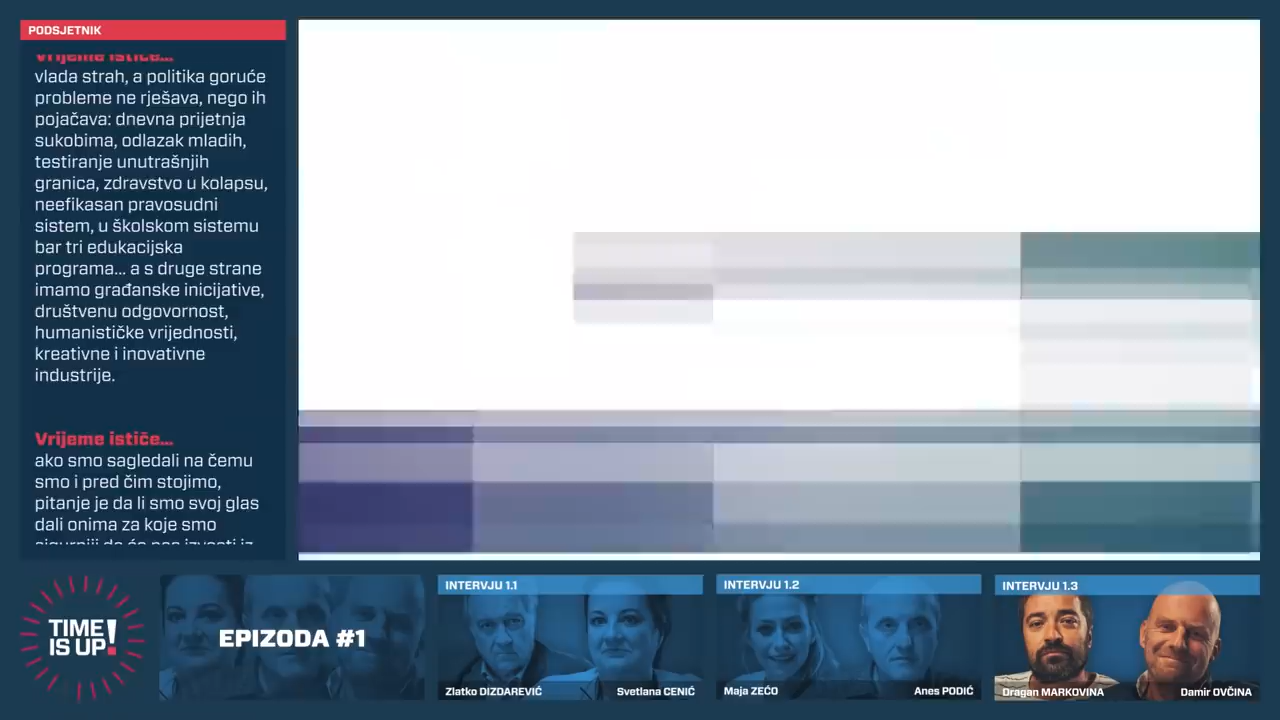 PODSJETNIK
Vrijeme ističe...
vlada strah, a politika goruće
probleme ne rješava, nego ih
pojačava: dnevna prijetnja
sukobima, odlazak mladih,
testiranje unutrašnjih
granica, zdravstvo u kolapsu,
neefikasan pravosudni
sistem, u školskom sistemu
bar tri edukacijska
programa... a s druge strane
imamo građanske inicijative,
društvenu odgovornost,
humanističke vrijednosti,
kreativne i inovativne
industrije.
Vrijeme ističe...
ako smo sagledali na čemu
smo i pred čim stojimo,
pitanje je da li smo svoj glas
dali onima za koje smo
TIME
IS UP!
EPIZODA #1
INTERVJU 1.1
Zlatko DIZDAREVIĆ
Svetlana CENIĆ
INTERVJU 1.2
Maja ZEĆO
Anes PODIĆ
INTERVJU 1.3
Dragan MARKOVINA
Damir OVČINA